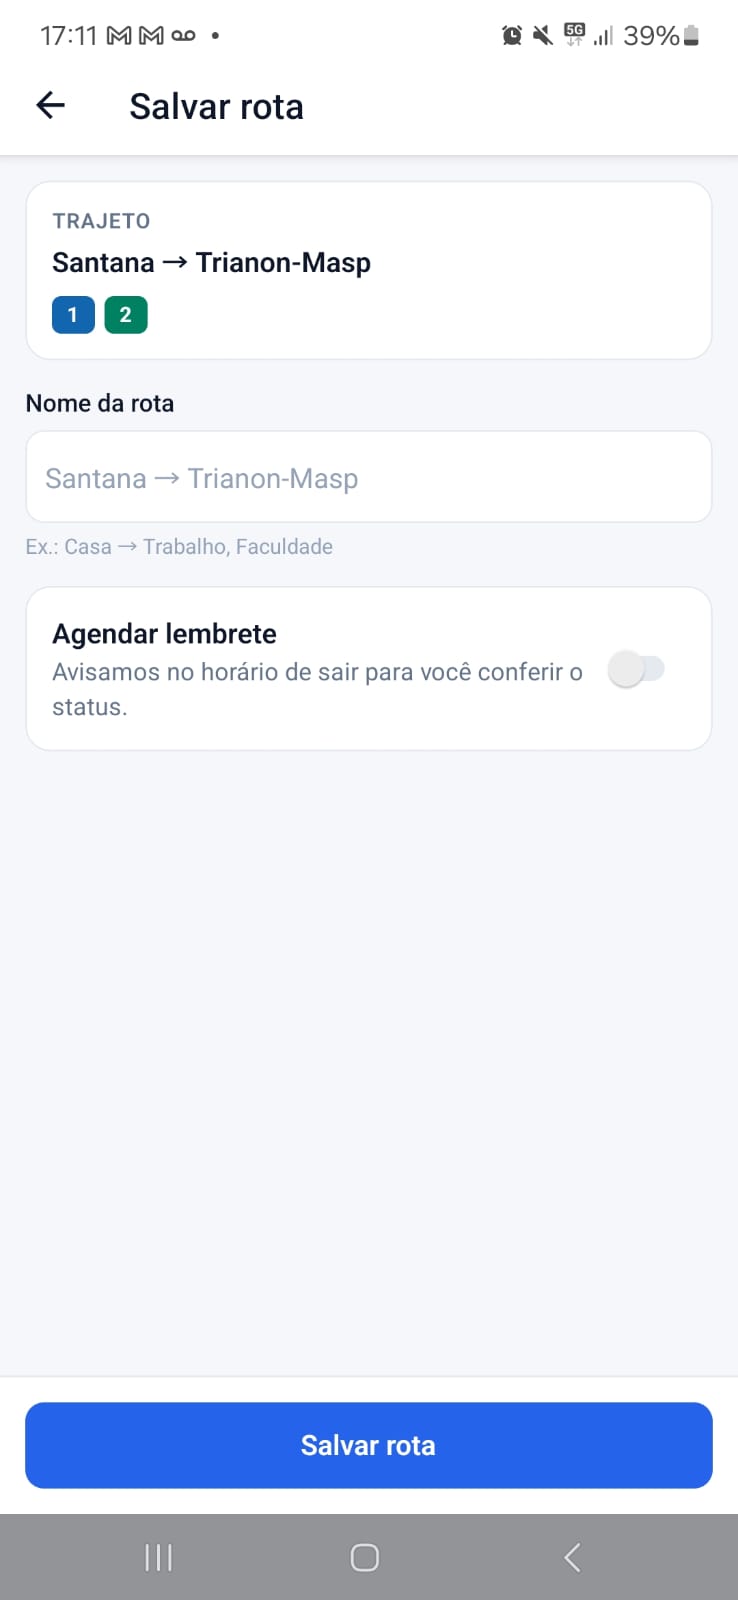 17:11
5G
39%
Salvar rota
TRAJETO
Santana → Trianon-Masp
1 2
Nome da rota
Santana → Trianon-Masp
Ex.: Casa → Trabalho, Faculdade
Agendar lembrete
Avisamos no horário de sair para você conferir o
status.
Salvar rota